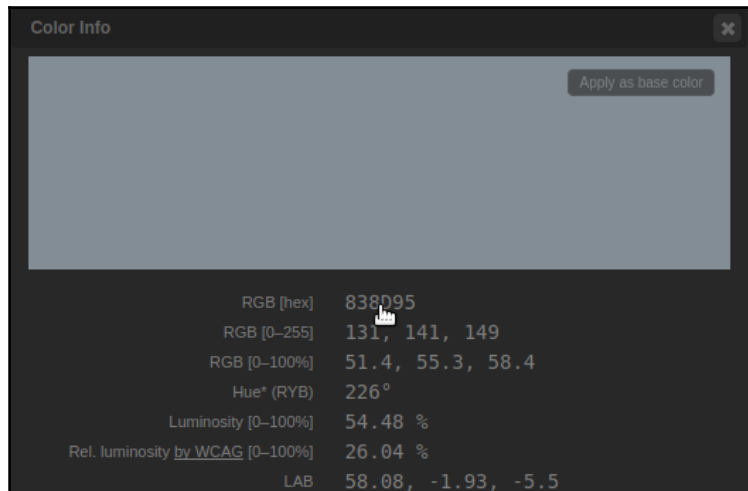 Color Info
Apply as base color
RGB [hex] 838D95
RGB [0–255] 131, 141, 149
RGB [0–100%] 51.4, 55.3, 58.4
Hue* (RYB) 226°
Luminosity [0–100%] 54.48 %
Rel. luminosity by WCAG [0–100%] 26.04 %
LAB 58.08, -1.93, -5.5